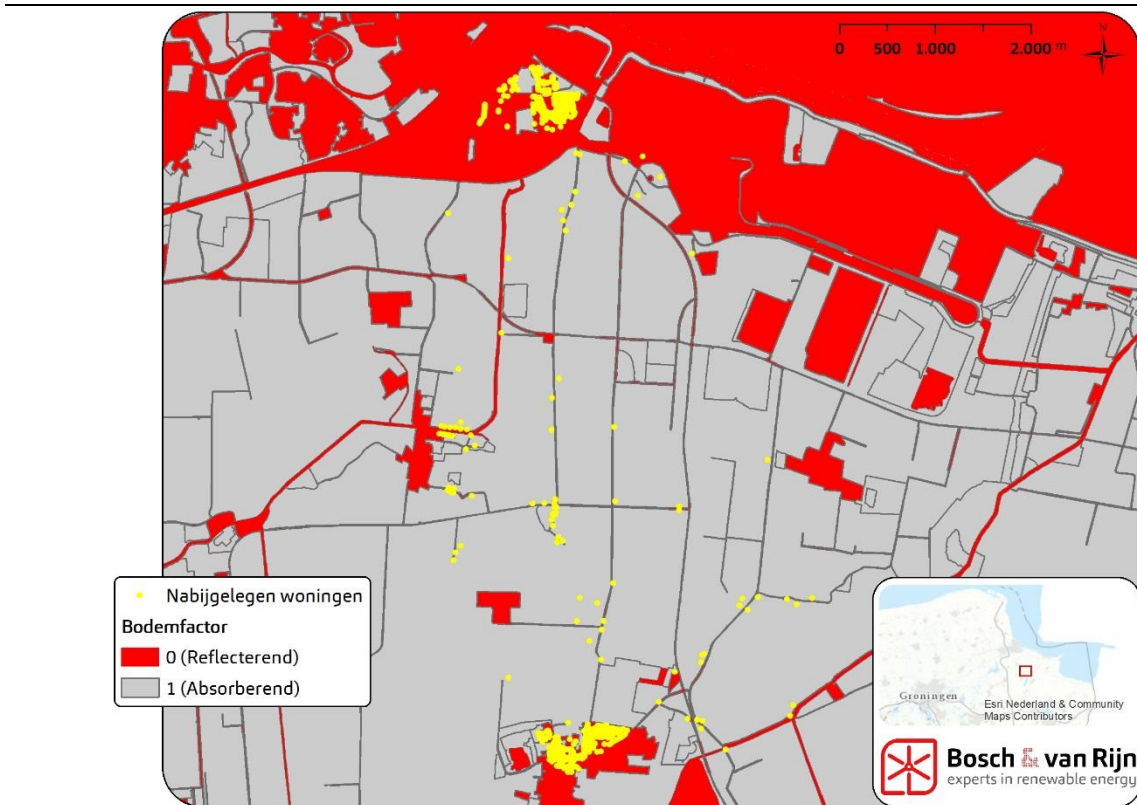 N
0 500 1.000 2.000 m
Nabijgelegen woningen
Bodemfactor
0 (Reflecterend)
1 (Absorberend)
Groningen
Esri Nederland & Community
Maps Contributors
Bosch & van Rijn
experts in renewable energy